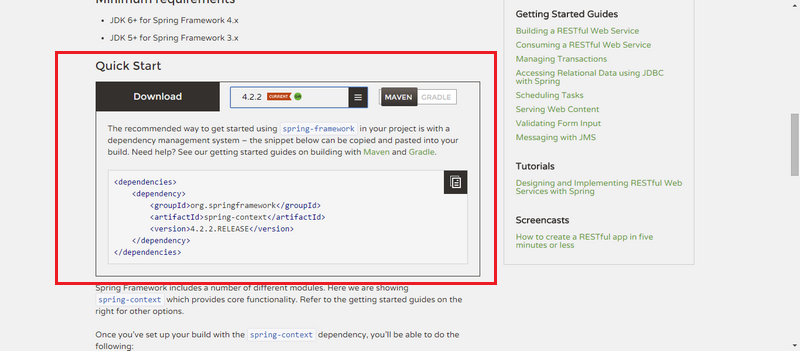 Minimum requirements
JDK 6+ for Spring Framework 4.x
JDK 5+ for Spring Framework 3.x
Quick Start
Download
4.2.2 CURRENT GA
MAVEN GRADLE
The recommended way to get started using spring-framework in your project is with a
dependency management system – the snippet below can be copied and pasted into your
build. Need help? See our getting started guides on building with Maven and Gradle.
<dependencies>
<dependency>
<groupId>org.springframework</groupId>
<artifactId>spring-context</artifactId>
<version>4.2.2.RELEASE</version>
</dependency>
</dependencies>
Spring Framework includes a number of different modules. Here we are showing
spring-context which provides core functionality. Refer to the getting started guides on the
right for other options.
Once you've set up your build with the spring-context dependency, you'll be able to do the
following:
Getting Started Guides
Building a RESTful Web Service
Consuming a RESTful Web Service
Managing Transactions
Accessing Relational Data using JDBC
with Spring
Scheduling Tasks
Serving Web Content
Validating Form Input
Messaging with JMS
Tutorials
Designing and Implementing RESTful Web
Services with Spring
Screencasts
How to create a RESTful app in five
minutes or less